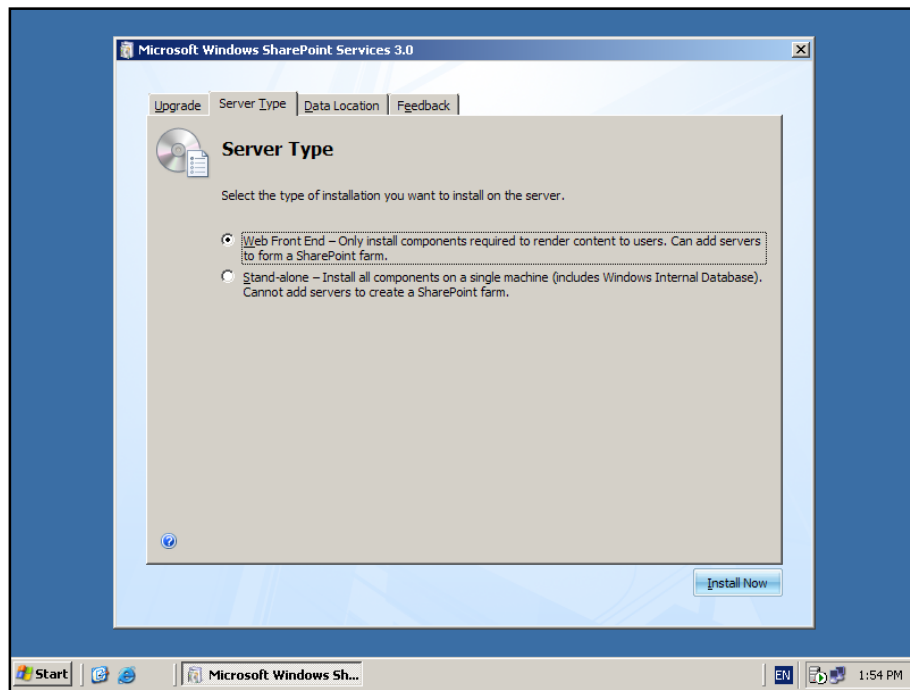 Microsoft Windows SharePoint Services 3.0
Upgrade
Server Type
Data Location
Feedback
Server Type
Select the type of installation you want to install on the server.
Web Front End – Only install components required to render content to users. Can add servers
to form a SharePoint farm.
Stand-alone – Install all components on a single machine (includes Windows Internal Database).
Cannot add servers to create a SharePoint farm.
Install Now
Start
Microsoft Windows Sh...
EN
1:54 PM